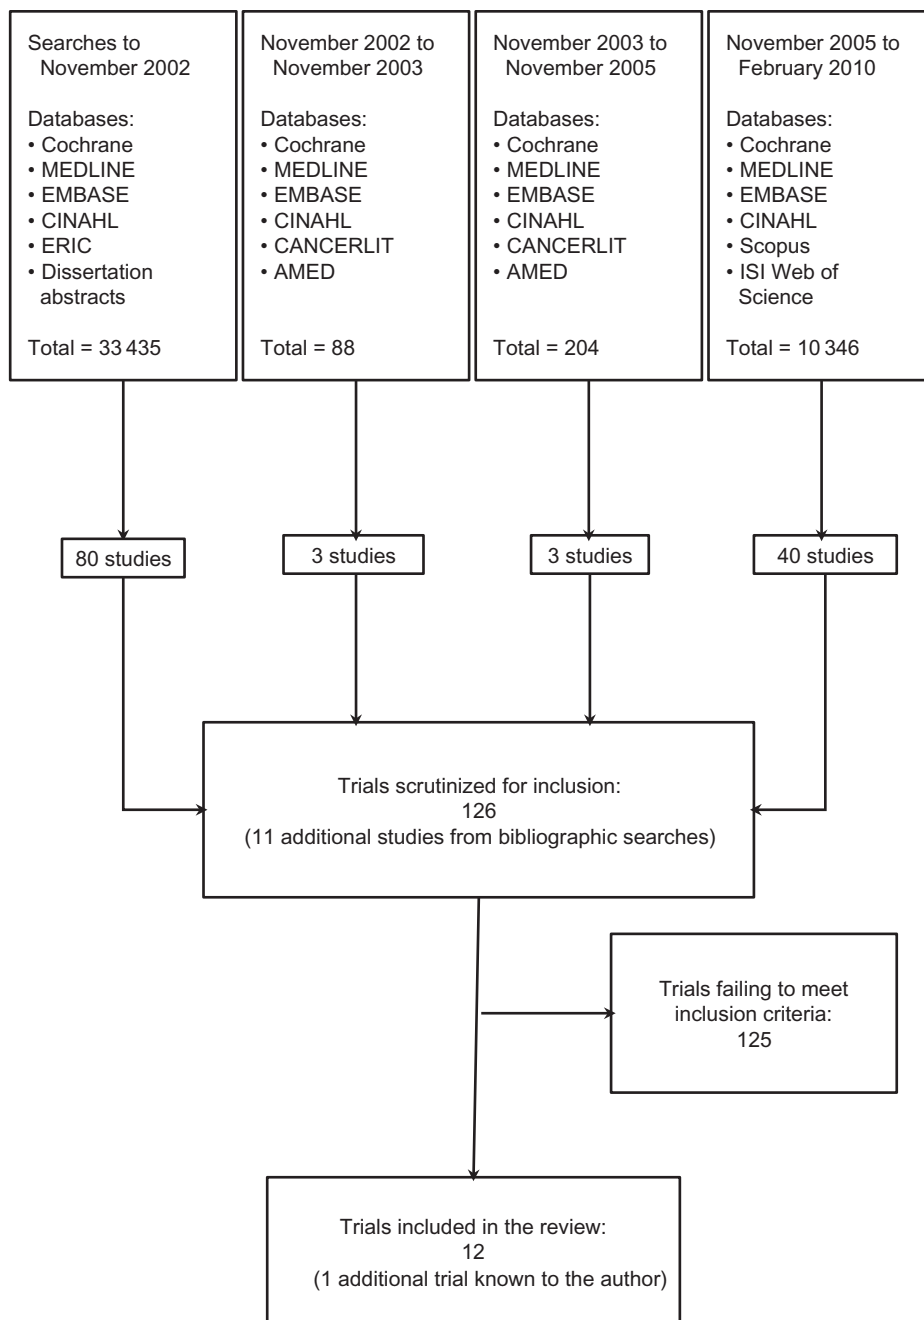 Searches to
November 2002
Databases:
• Cochrane
• MEDLINE
• EMBASE
• CINAHL
• ERIC
• Dissertation
abstracts
Total = 33 435
November 2002 to
November 2003
Databases:
• Cochrane
• MEDLINE
• EMBASE
• CINAHL
• CANCERLIT
• AMED
Total = 88
November 2003 to
November 2005
Databases:
• Cochrane
• MEDLINE
• EMBASE
• CINAHL
• CANCERLIT
• AMED
Total = 204
November 2005 to
February 2010
Databases:
• Cochrane
• MEDLINE
• EMBASE
• CINAHL
• Scopus
• ISI Web of
Science
Total = 10 346
80 studies
3 studies
3 studies
40 studies
Trials scrutinized for inclusion:
126
(11 additional studies from bibliographic searches)
Trials failing to meet
inclusion criteria:
125
Trials included in the review:
12
(1 additional trial known to the author)